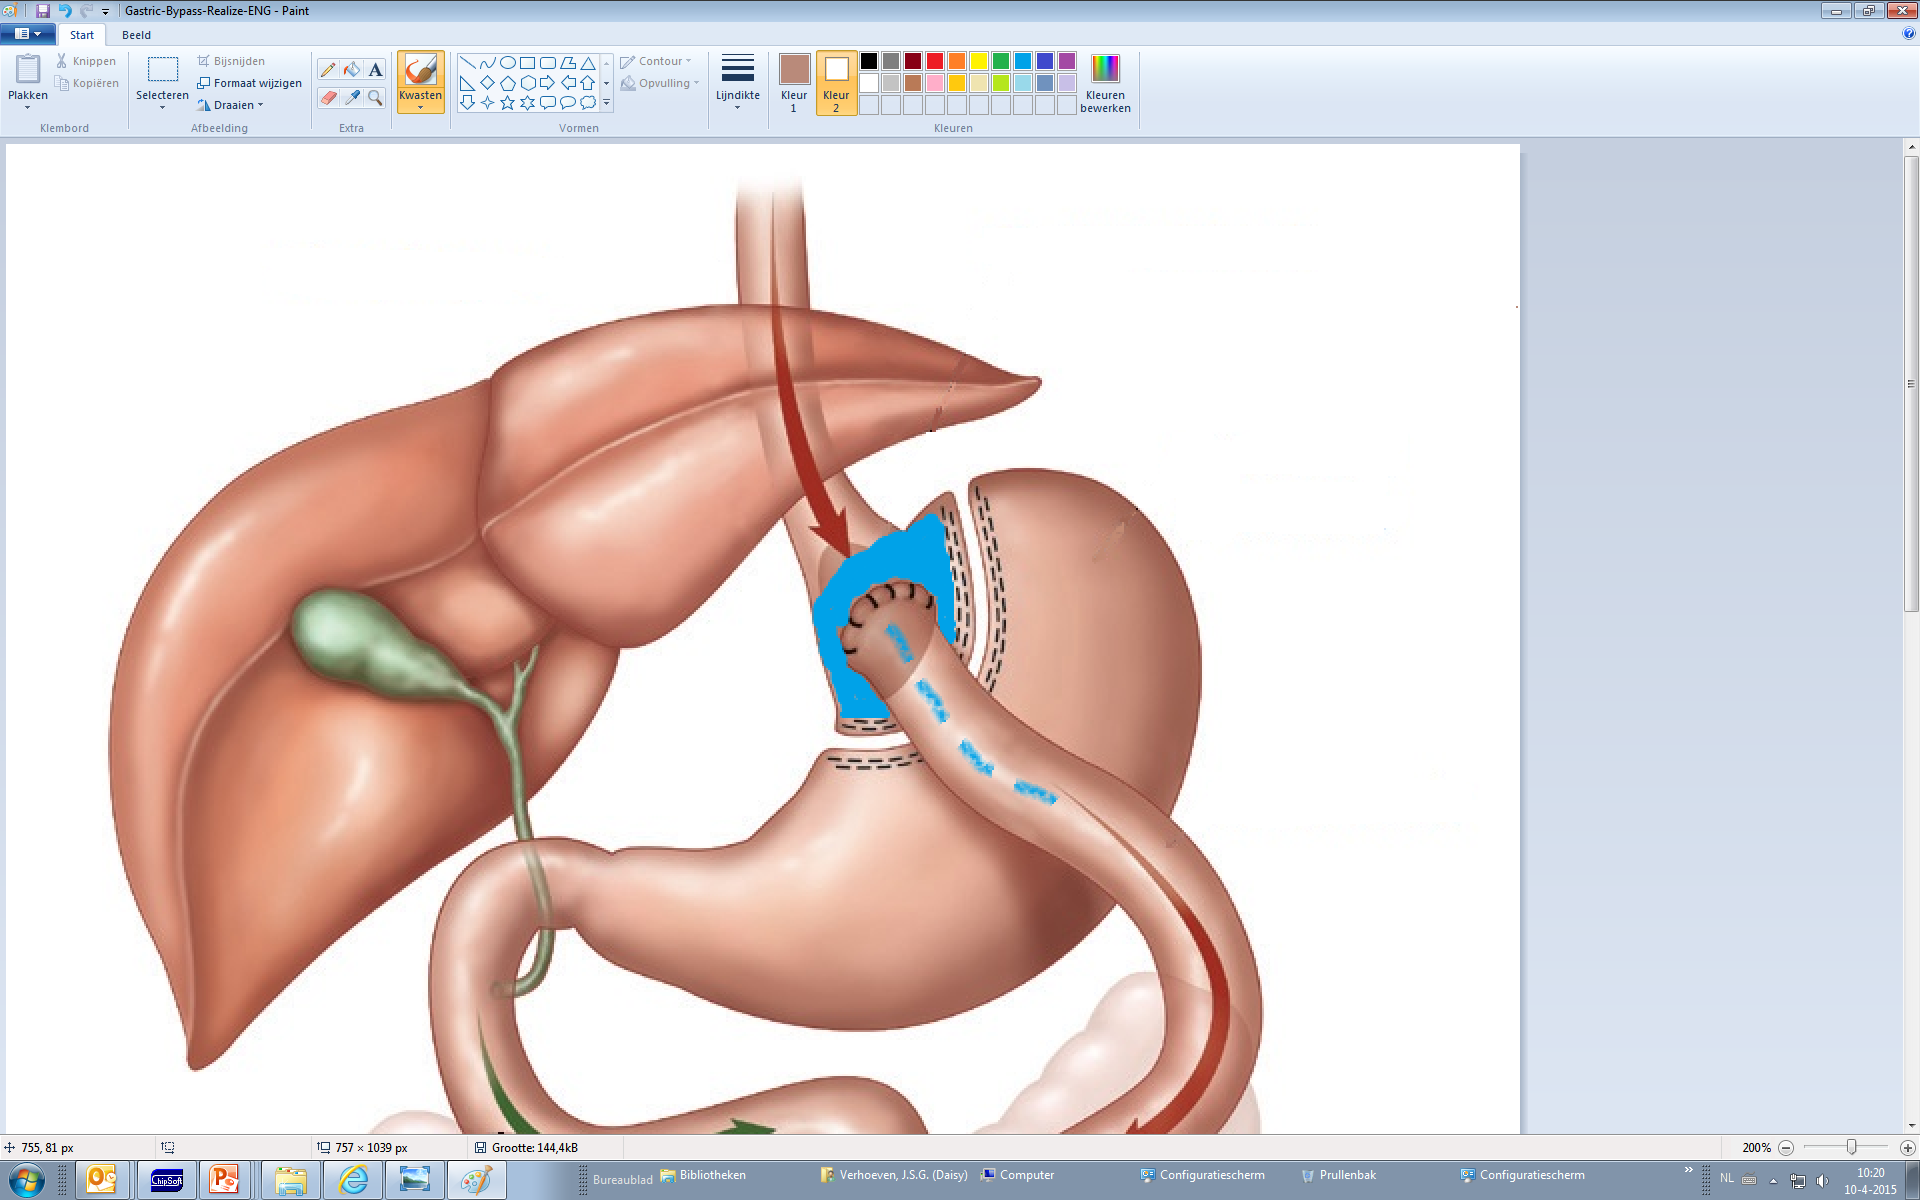 Gastric-Bypass-Realize-ENG - Paint
Start Beeld
Plakken
Knippen
Kopiëren
Klembord
Selecteren
Bijsnijden
Formaat wijzigen
Draaien
Afbeelding
A
Extra
Kwasten
Contour
Opvulling
Vormen
Lijndikte
Kleur
1
Kleur
2
Kleuren
bewerken
Kleuren
755, 81 px
757 × 1039 px
Grootte: 144,4kB
200%
ChipSoft
Bureaublad
Bibliotheken
Verhoeven, J.S.G. (Daisy)
Computer
Configuratiescherm
Prullenbak
Configuratiescherm
»
NL
10:20
10-4-2015